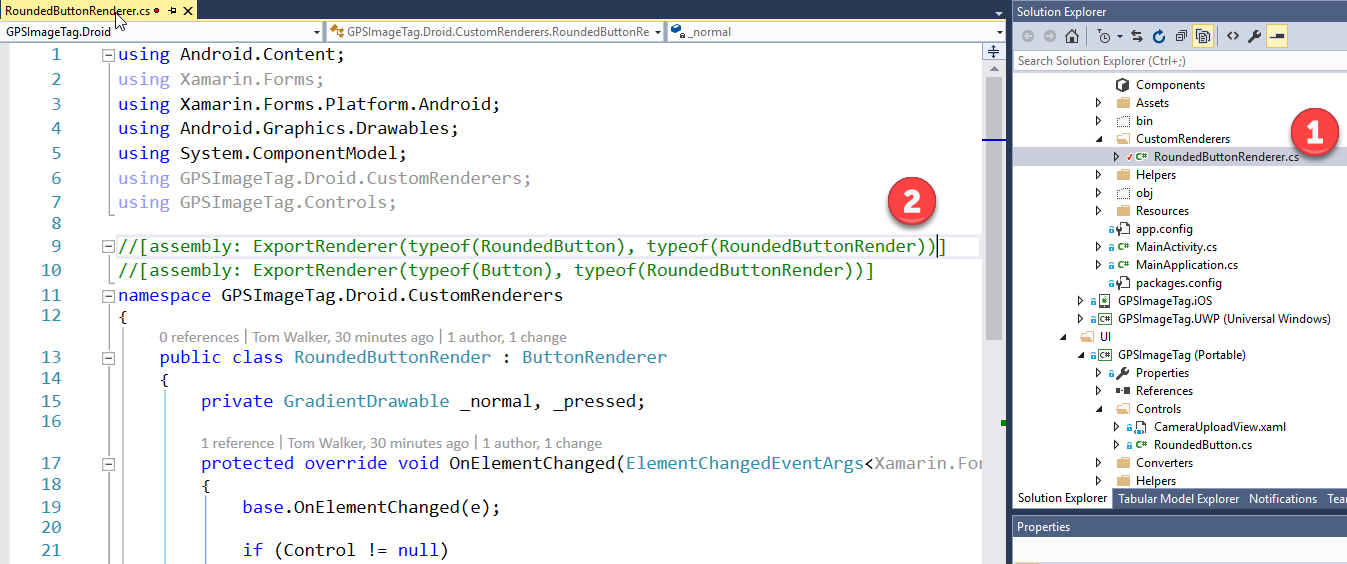 RoundedButtonRenderer.cs
GPSImageTag.Droid
GPSImageTag.Droid.CustomRenderers.RoundedButtonRe
_normal
1 using Android.Content;
2 using Xamarin.Forms;
3 using Xamarin.Forms.Platform.Android;
4 using Android.Graphics.Drawables;
5 using System.ComponentModel;
6 using GPSImageTag.Droid.CustomRenderers;
7 using GPSImageTag.Controls;
8
2
9 //[assembly: ExportRenderer(typeof(RoundedButton), typeof(RoundedButtonRender))]
10 //[assembly: ExportRenderer(typeof(Button), typeof(RoundedButtonRender))]
11 namespace GPSImageTag.Droid.CustomRenderers
12 {
0 references | Tom Walker, 30 minutes ago | 1 author, 1 change
13 public class RoundedButtonRender : ButtonRenderer
14 {
15 private GradientDrawable _normal, _pressed;
16
1 reference | Tom Walker, 30 minutes ago | 1 author, 1 change
17 protected override void OnElementChanged(ElementChangedEventArgs<Xamarin.For
18 {
19 base.OnElementChanged(e);
20
21 if (Control != null)
Solution Explorer
Search Solution Explorer (Ctrl+;)
Components
Assets
bin
CustomRenderers
1
C# RoundedButtonRenderer.cs
Helpers
obj
Resources
app.config
C# MainActivity.cs
C# MainApplication.cs
packages.config
GPSImageTag.iOS
C# GPSImageTag.UWP (Universal Windows)
UI
C# GPSImageTag (Portable)
Properties
References
Controls
CameraUploadView.xaml
C# RoundedButton.cs
Converters
Helpers
Solution Explorer Tabular Model Explorer Notifications Tea
Properties